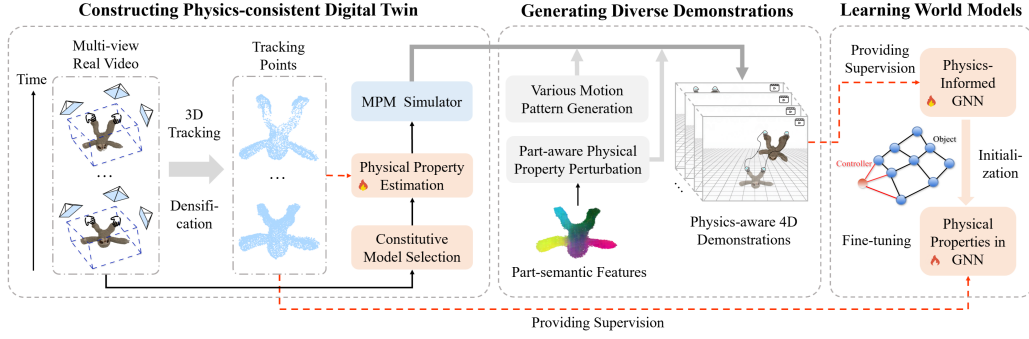 Constructing Physics-consistent Digital Twin
Generating Diverse Demonstrations
Learning World Models
Multi-view
Real Video
Time
...
3D
Tracking
Densifi-
cation
Tracking
Points
...
MPM Simulator
Physical Property
Estimation
Constitutive
Model Selection
Various Motion
Pattern Generation
Part-aware Physical
Property Perturbation
Part-semantic Features
Physics-aware 4D
Demonstrations
Providing
Supervision
Physics-
Informed
GNN
Object
Controller
Initiali-
zation
Fine-tuning
Physical
Properties in
GNN
Providing Supervision